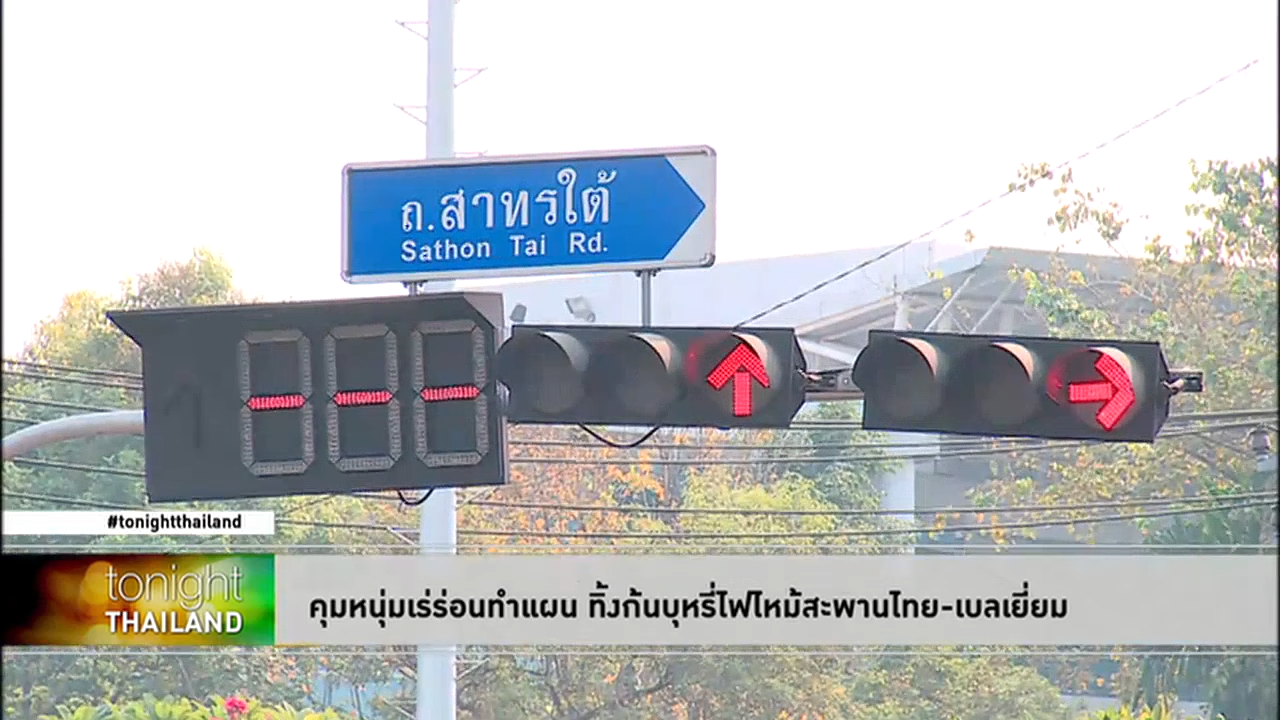 ถ.สาทรใต้
Sathon Tai Rd.
#tonightthailand
tonight
THAILAND
คุมหนุ่มเร่ร่อนทำแผน ทิ้งก้นบุหรี่ไฟไหม้สะพานไทย-เบลเยี่ยม